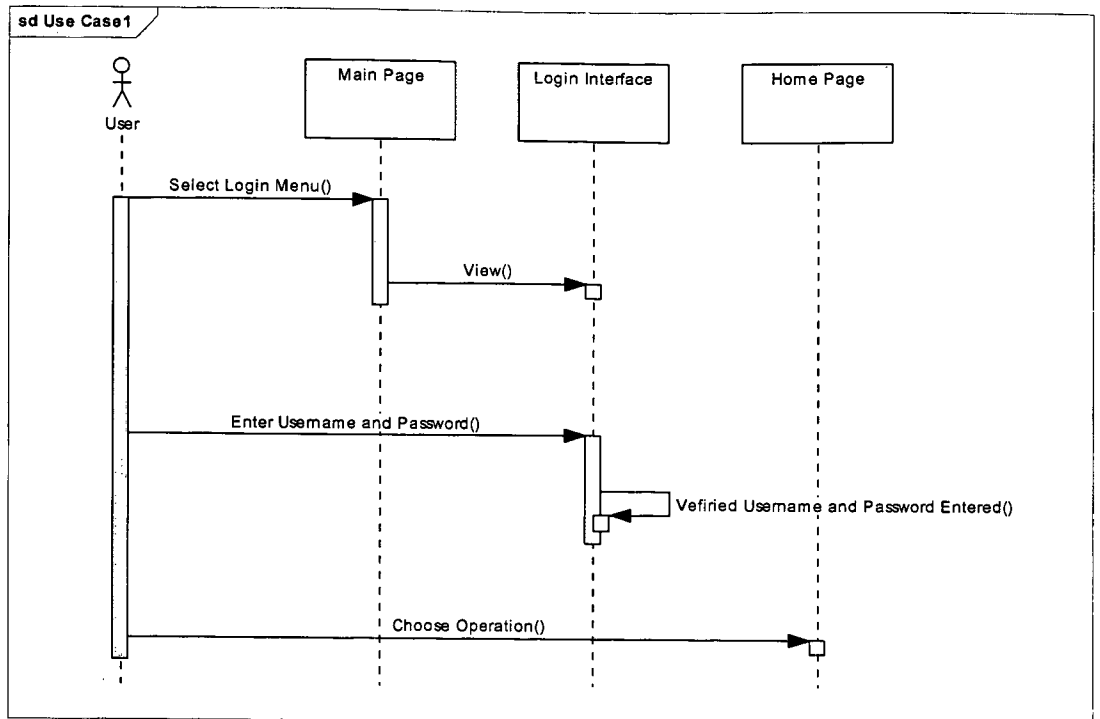 sd Use Case1
User
Main Page
Login Interface
Home Page
Select Login Menu()
View()
Enter Username and Password()
Vefiried Username and Password Entered()
Choose Operation()